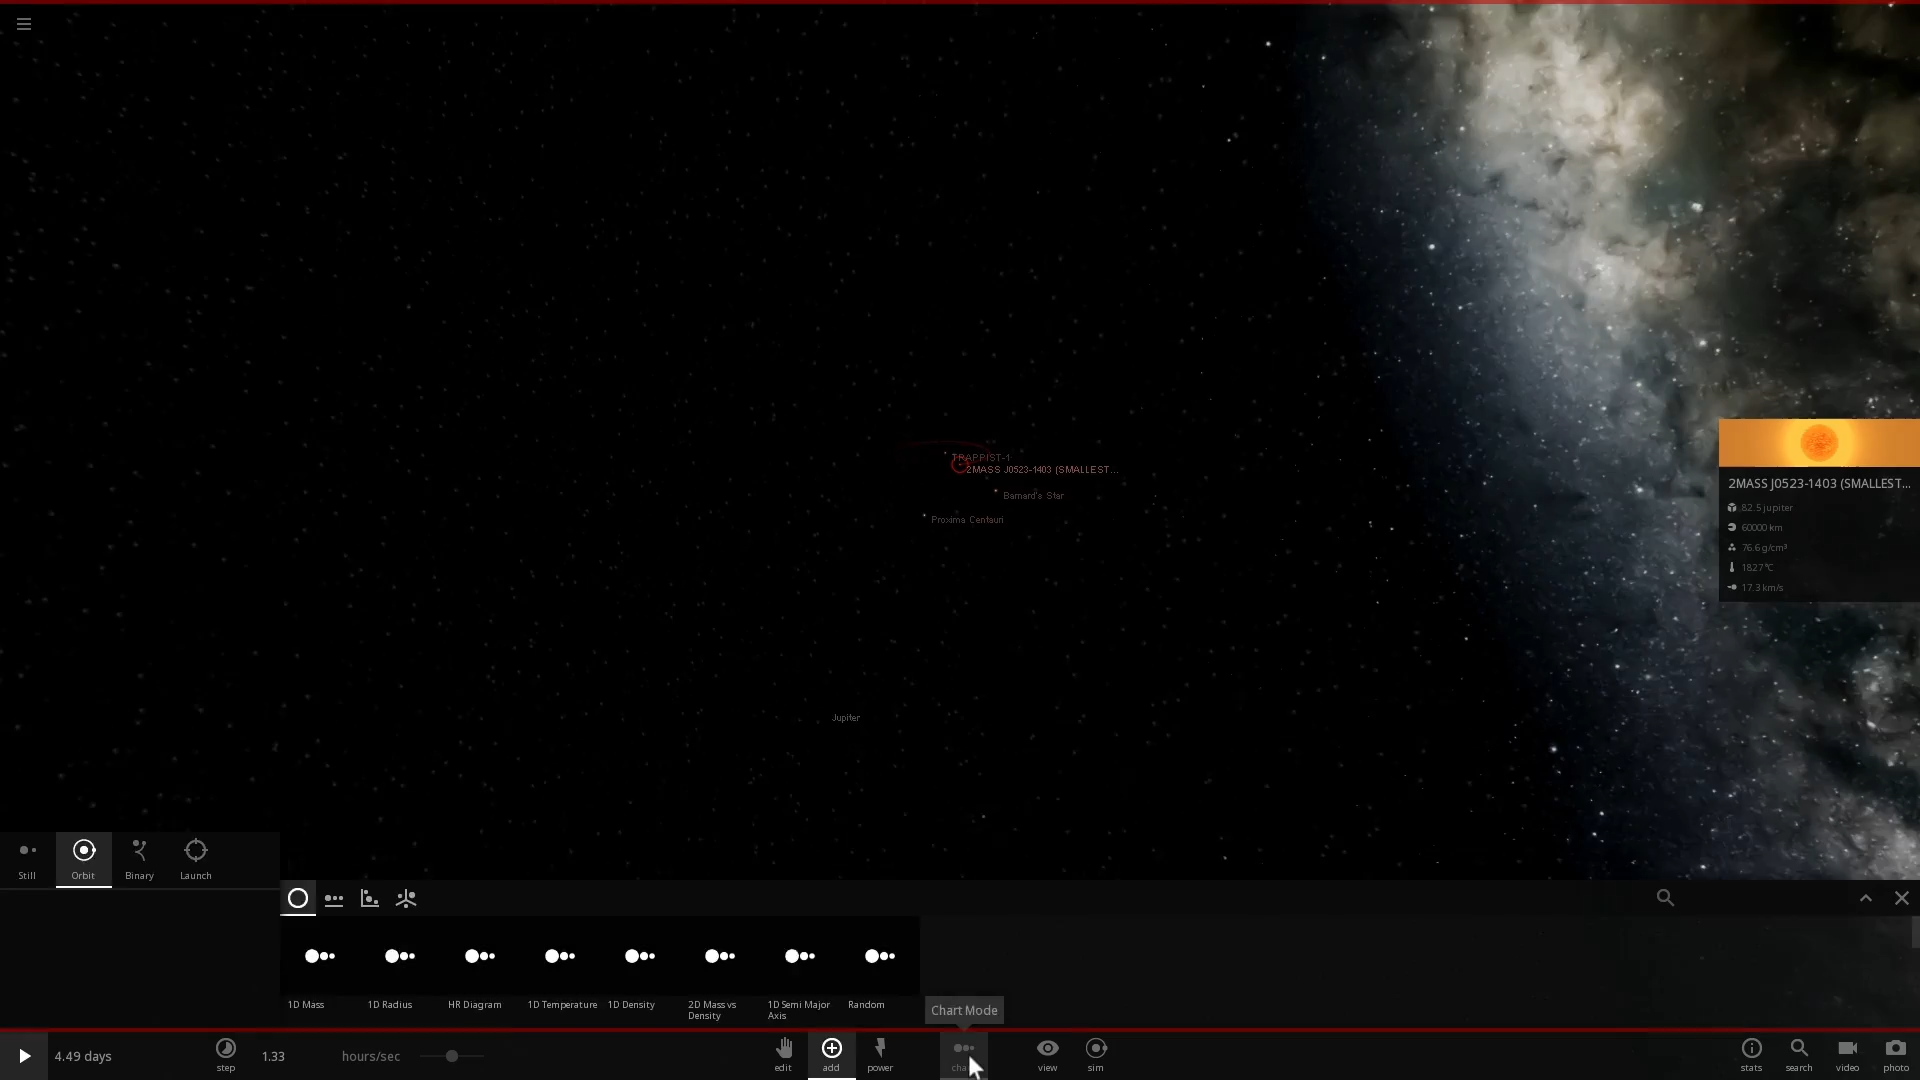 TRAPPIST-1
2MASS J0523-1403 (SMALLEST...
Barnard's Star
Proxima Centauri
Jupiter
2MASS J0523-1403 (SMALLEST...
82.5 jupiter
60000 km
76.6 g/cm³
1827 °C
17.3 km/s
Still
Orbit
Binary
Launch
1D Mass
1D Radius
HR Diagram
1D Temperature
1D Density
2D Mass vs
Density
1D Semi Major
Axis
Random
Chart Mode
4.49 days
step
1.33
hours/sec
edit
add
power
view
sim
stats
search
video
photo